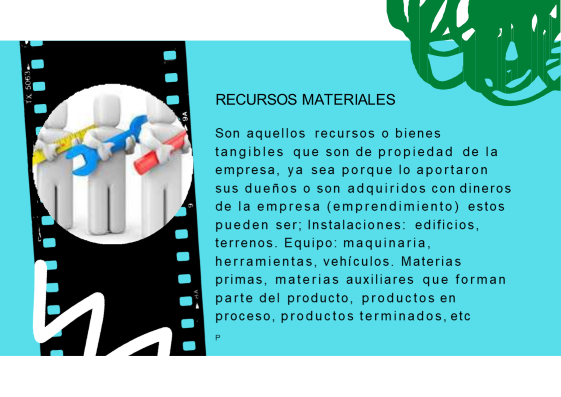 RECURSOS MATERIALES
Son aquellos recursos o bienes
tangibles que son de propiedad de la
empresa, ya sea porque lo aportaron
sus dueños o son adquiridos con dineros
de la empresa (emprendimiento) estos
pueden ser; Instalaciones: edificios,
terrenos. Equipo: maquinaria,
herramientas, vehículos. Materias
primas, materias auxiliares que forman
parte del producto, productos en
proceso, productos terminados, etc
P
TX 5063
9A
9